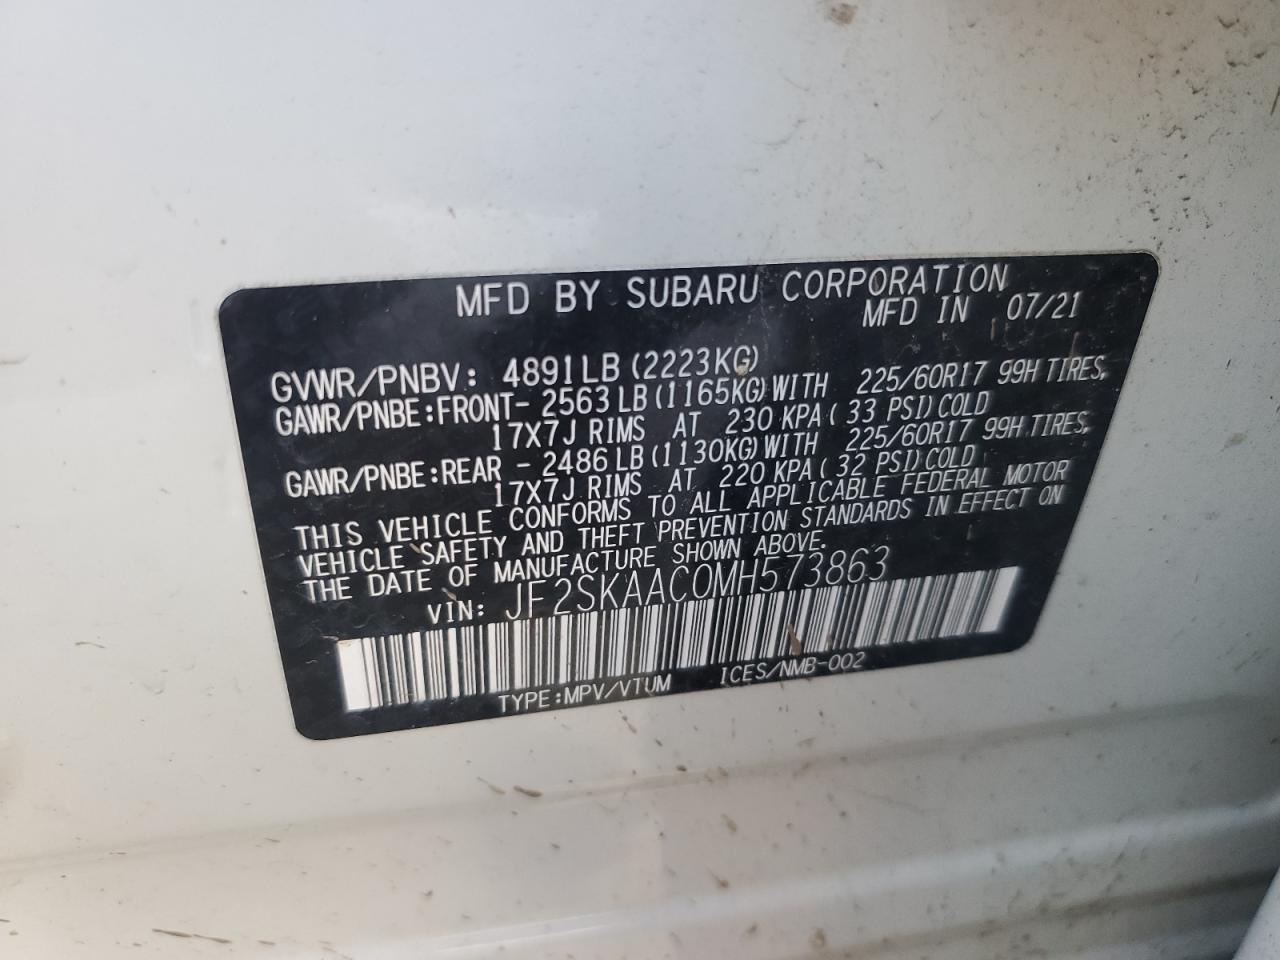 MFD BY SUBARU CORPORATION
MFD IN 07/21
GVWR/PNBV: 4891LB (2223KG)
GAWR/PNBE:FRONT- 2563LB (1165KG) WITH 225/60R17 99H TIRES,
17X7J RIMS AT 230 KPA ( 33 PSI) COLD
GAWR/PNBE:REAR - 2486LB (1130KG) WITH 225/60R17 99H TIRES,
17X7J RIMS AT 220 KPA ( 32 PSI) COLD
THIS VEHICLE CONFORMS TO ALL APPLICABLE FEDERAL MOTOR
VEHICLE SAFETY AND THEFT PREVENTION STANDARDS IN EFFECT ON
THE DATE OF MANUFACTURE SHOWN ABOVE.
VIN: JF2SKAAC0MH573863
TYPE:MPV/VTUM ICES/NMB-002